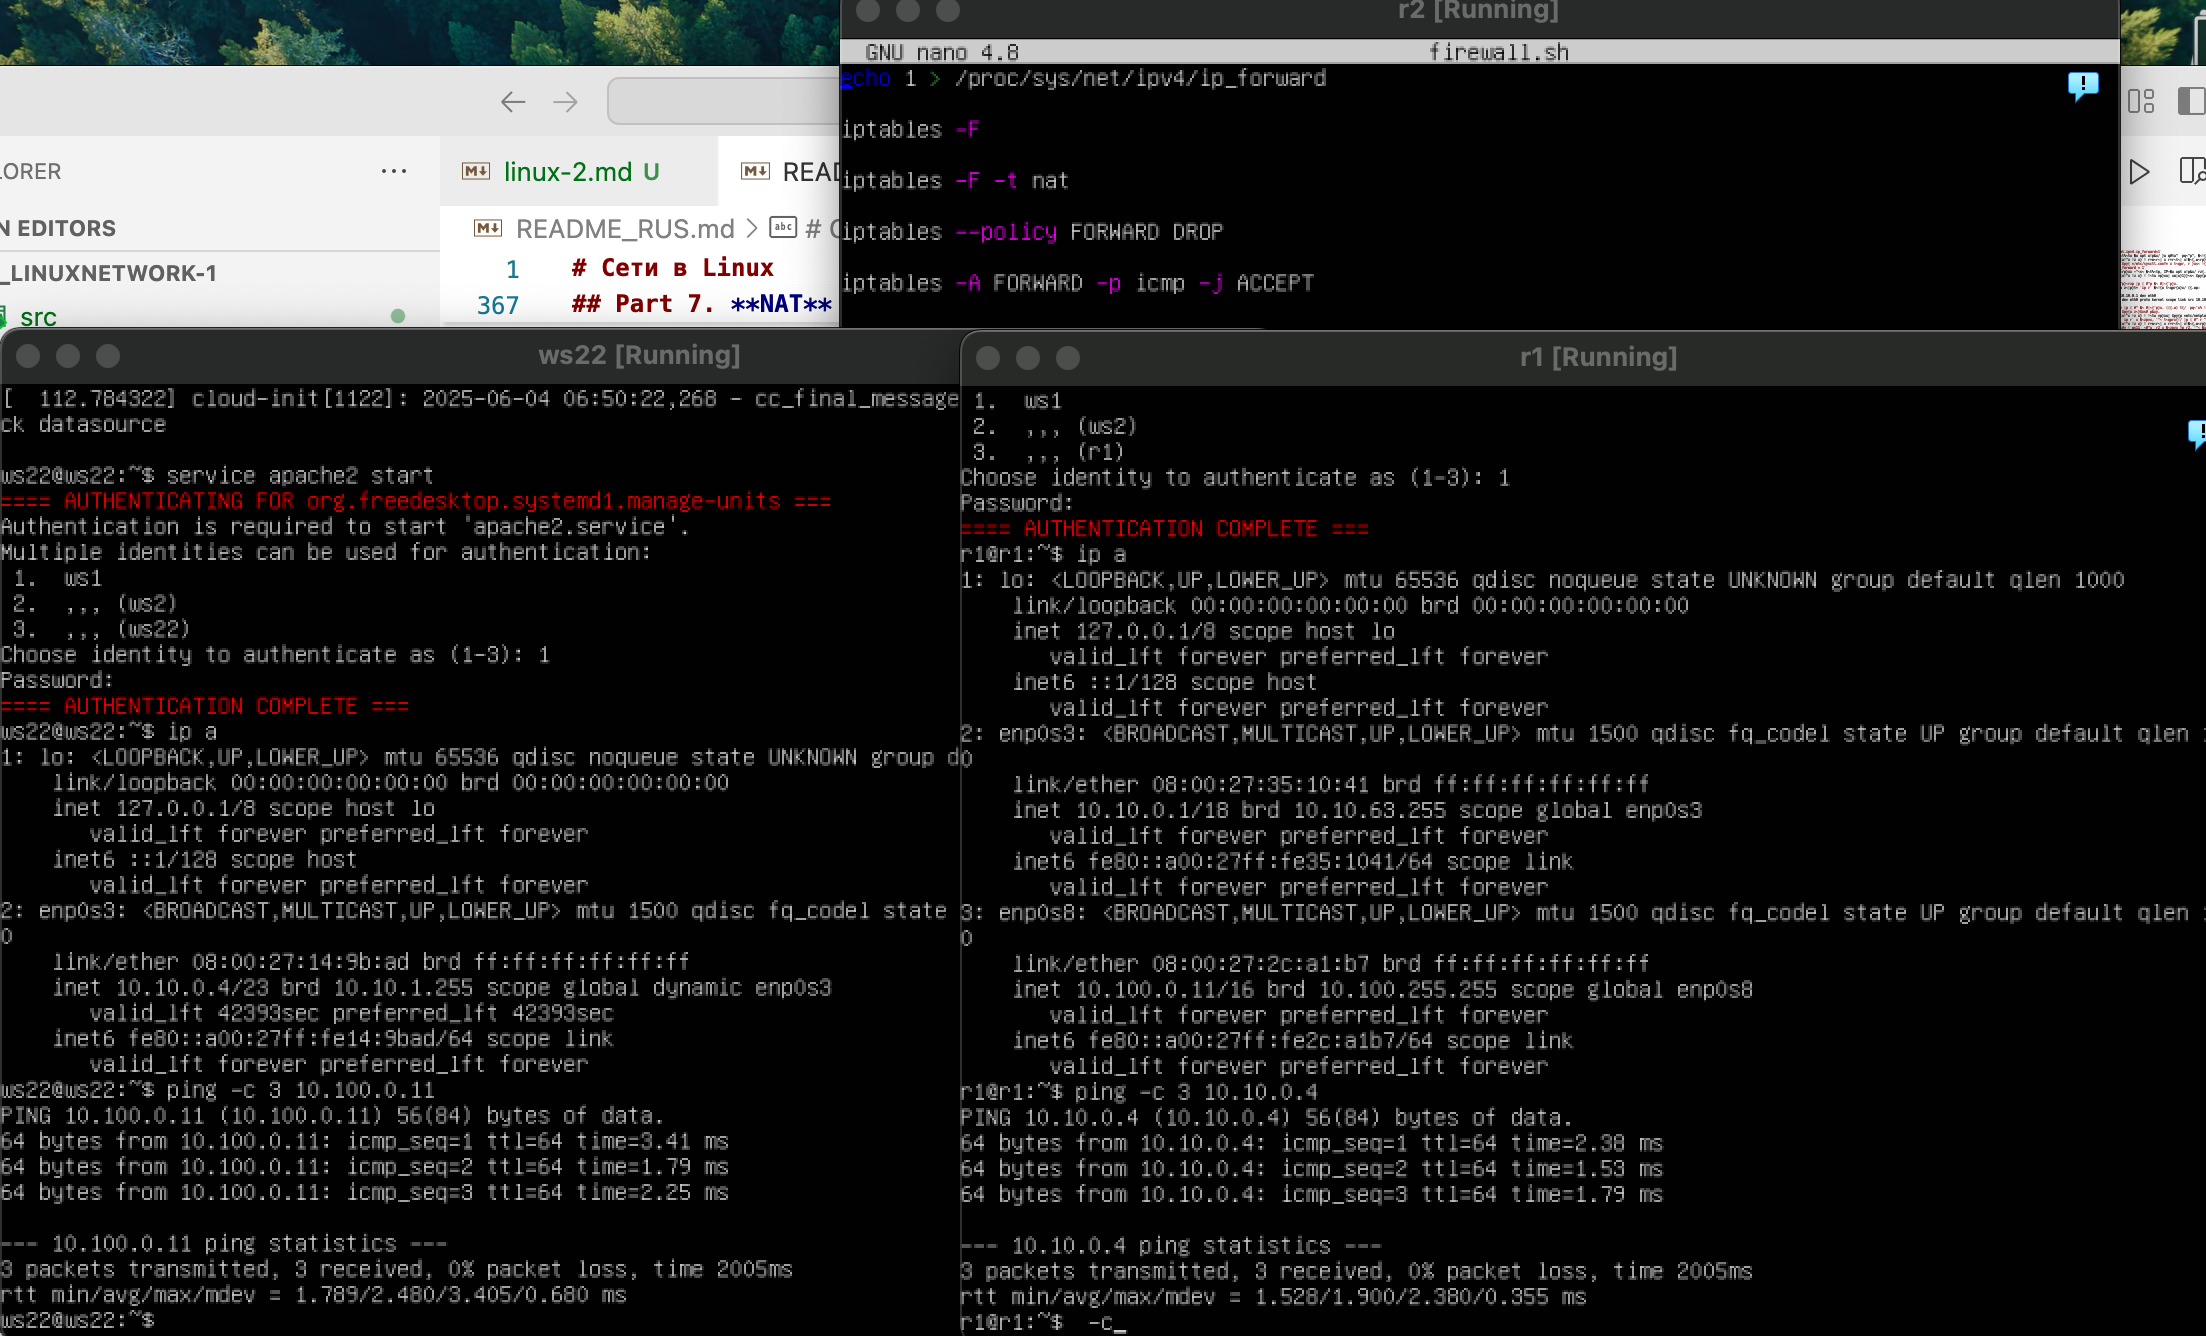 r2 [Running]
GNU nano 4.8 firewall.sh
echo 1 > /proc/sys/net/ipv4/ip_forward
iptables -F
iptables -F -t nat
iptables --policy FORWARD DROP
iptables -A FORWARD -p icmp -j ACCEPT
LORER ...
N EDITORS
_LINUXNETWORK-1
src
linux-2.md U
READ
README_RUS.md > abc #
1 # Сети в Linux
367 ## Part 7. **NAT**
ws22 [Running]
[  112.784322] cloud-init[1122]: 2025-06-04 06:50:22,268 - cc_final_message
ck datasource
ws22@ws22:~$ service apache2 start
==== AUTHENTICATING FOR org.freedesktop.systemd1.manage-units ===
Authentication is required to start 'apache2.service'.
Multiple identities can be used for authentication:
1.  ws1
2.  ,,, (ws2)
3.  ,,, (ws22)
Choose identity to authenticate as (1-3): 1
Password:
==== AUTHENTICATION COMPLETE ===
ws22@ws22:~$ ip a
1: lo: <LOOPBACK,UP,LOWER_UP> mtu 65536 qdisc noqueue state UNKNOWN group d
link/loopback 00:00:00:00:00:00 brd 00:00:00:00:00:00
inet 127.0.0.1/8 scope host lo
valid_lft forever preferred_lft forever
inet6 ::1/128 scope host
valid_lft forever preferred_lft forever
2: enp0s3: <BROADCAST,MULTICAST,UP,LOWER_UP> mtu 1500 qdisc fq_codel state
0
link/ether 08:00:27:14:9b:ad brd ff:ff:ff:ff:ff:ff
inet 10.10.0.4/23 brd 10.10.1.255 scope global dynamic enp0s3
valid_lft 42393sec preferred_lft 42393sec
inet6 fe80::a00:27ff:fe14:9bad/64 scope link
valid_lft forever preferred_lft forever
ws22@ws22:~$ ping -c 3 10.100.0.11
PING 10.100.0.11 (10.100.0.11) 56(84) bytes of data.
64 bytes from 10.100.0.11: icmp_seq=1 ttl=64 time=3.41 ms
64 bytes from 10.100.0.11: icmp_seq=2 ttl=64 time=1.79 ms
64 bytes from 10.100.0.11: icmp_seq=3 ttl=64 time=2.25 ms
--- 10.100.0.11 ping statistics ---
3 packets transmitted, 3 received, 0% packet loss, time 2005ms
rtt min/avg/max/mdev = 1.789/2.480/3.405/0.680 ms
ws22@ws22:~$
r1 [Running]
1.  ws1
2.  ,,, (ws2)
3.  ,,, (r1)
Choose identity to authenticate as (1-3): 1
Password:
==== AUTHENTICATION COMPLETE ===
r1@r1:~$ ip a
1: lo: <LOOPBACK,UP,LOWER_UP> mtu 65536 qdisc noqueue state UNKNOWN group default qlen 1000
link/loopback 00:00:00:00:00:00 brd 00:00:00:00:00:00
inet 127.0.0.1/8 scope host lo
valid_lft forever preferred_lft forever
inet6 ::1/128 scope host
valid_lft forever preferred_lft forever
2: enp0s3: <BROADCAST,MULTICAST,UP,LOWER_UP> mtu 1500 qdisc fq_codel state UP group default qlen
0
link/ether 08:00:27:35:10:41 brd ff:ff:ff:ff:ff:ff
inet 10.10.0.1/18 brd 10.10.63.255 scope global enp0s3
valid_lft forever preferred_lft forever
inet6 fe80::a00:27ff:fe35:1041/64 scope link
valid_lft forever preferred_lft forever
3: enp0s8: <BROADCAST,MULTICAST,UP,LOWER_UP> mtu 1500 qdisc fq_codel state UP group default qlen
0
link/ether 08:00:27:2c:a1:b7 brd ff:ff:ff:ff:ff:ff
inet 10.100.0.11/16 brd 10.100.255.255 scope global enp0s8
valid_lft forever preferred_lft forever
inet6 fe80::a00:27ff:fe2c:a1b7/64 scope link
valid_lft forever preferred_lft forever
r1@r1:~$ ping -c 3 10.10.0.4
PING 10.10.0.4 (10.10.0.4) 56(84) bytes of data.
64 bytes from 10.10.0.4: icmp_seq=1 ttl=64 time=2.38 ms
64 bytes from 10.10.0.4: icmp_seq=2 ttl=64 time=1.53 ms
64 bytes from 10.10.0.4: icmp_seq=3 ttl=64 time=1.79 ms
--- 10.10.0.4 ping statistics ---
3 packets transmitted, 3 received, 0% packet loss, time 2005ms
rtt min/avg/max/mdev = 1.528/1.900/2.380/0.355 ms
r1@r1:~$  -c_